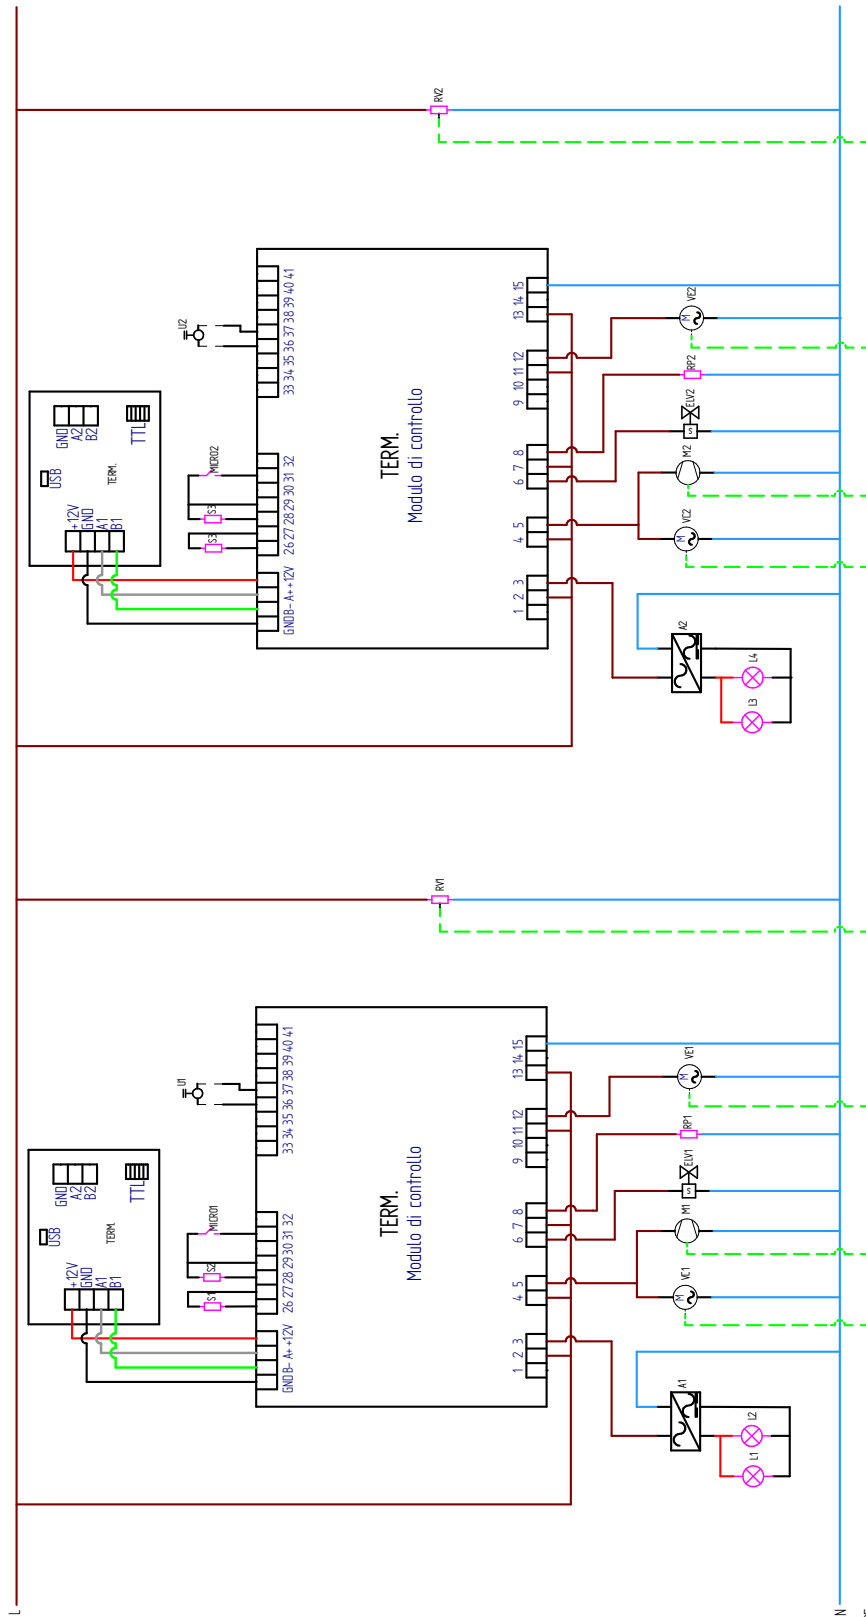 L
N
RV2
U2
33 34 35 36 37 38 39 40 41
13 14 15
VE2
9 10 11 12
RP2
TERM.
Modulo di controllo
ELV2
S
M
GND
A2
B2
TTL
USB
TERM.
+12V
GND
A1
B1
MICRO2
S3
S3
26 27 28 29 30 31 32
6 7 8
M2
4 5
VC2
M
GND B- A+ +12V
1 2 3
A2
L4
L3
RV1
U1
33 34 35 36 37 38 39 40 41
13 14 15
VE1
M
9 10 11 12
RP1
TERM.
Modulo di controllo
ELV1
S
GND
A2
B2
TTL
USB
TERM.
+12V
GND
A1
B1
MICRO1
S2
S1
26 27 28 29 30 31 32
6 7 8
M1
4 5
VC1
M
GND B- A+ +12V
1 2 3
A1
L2
L1